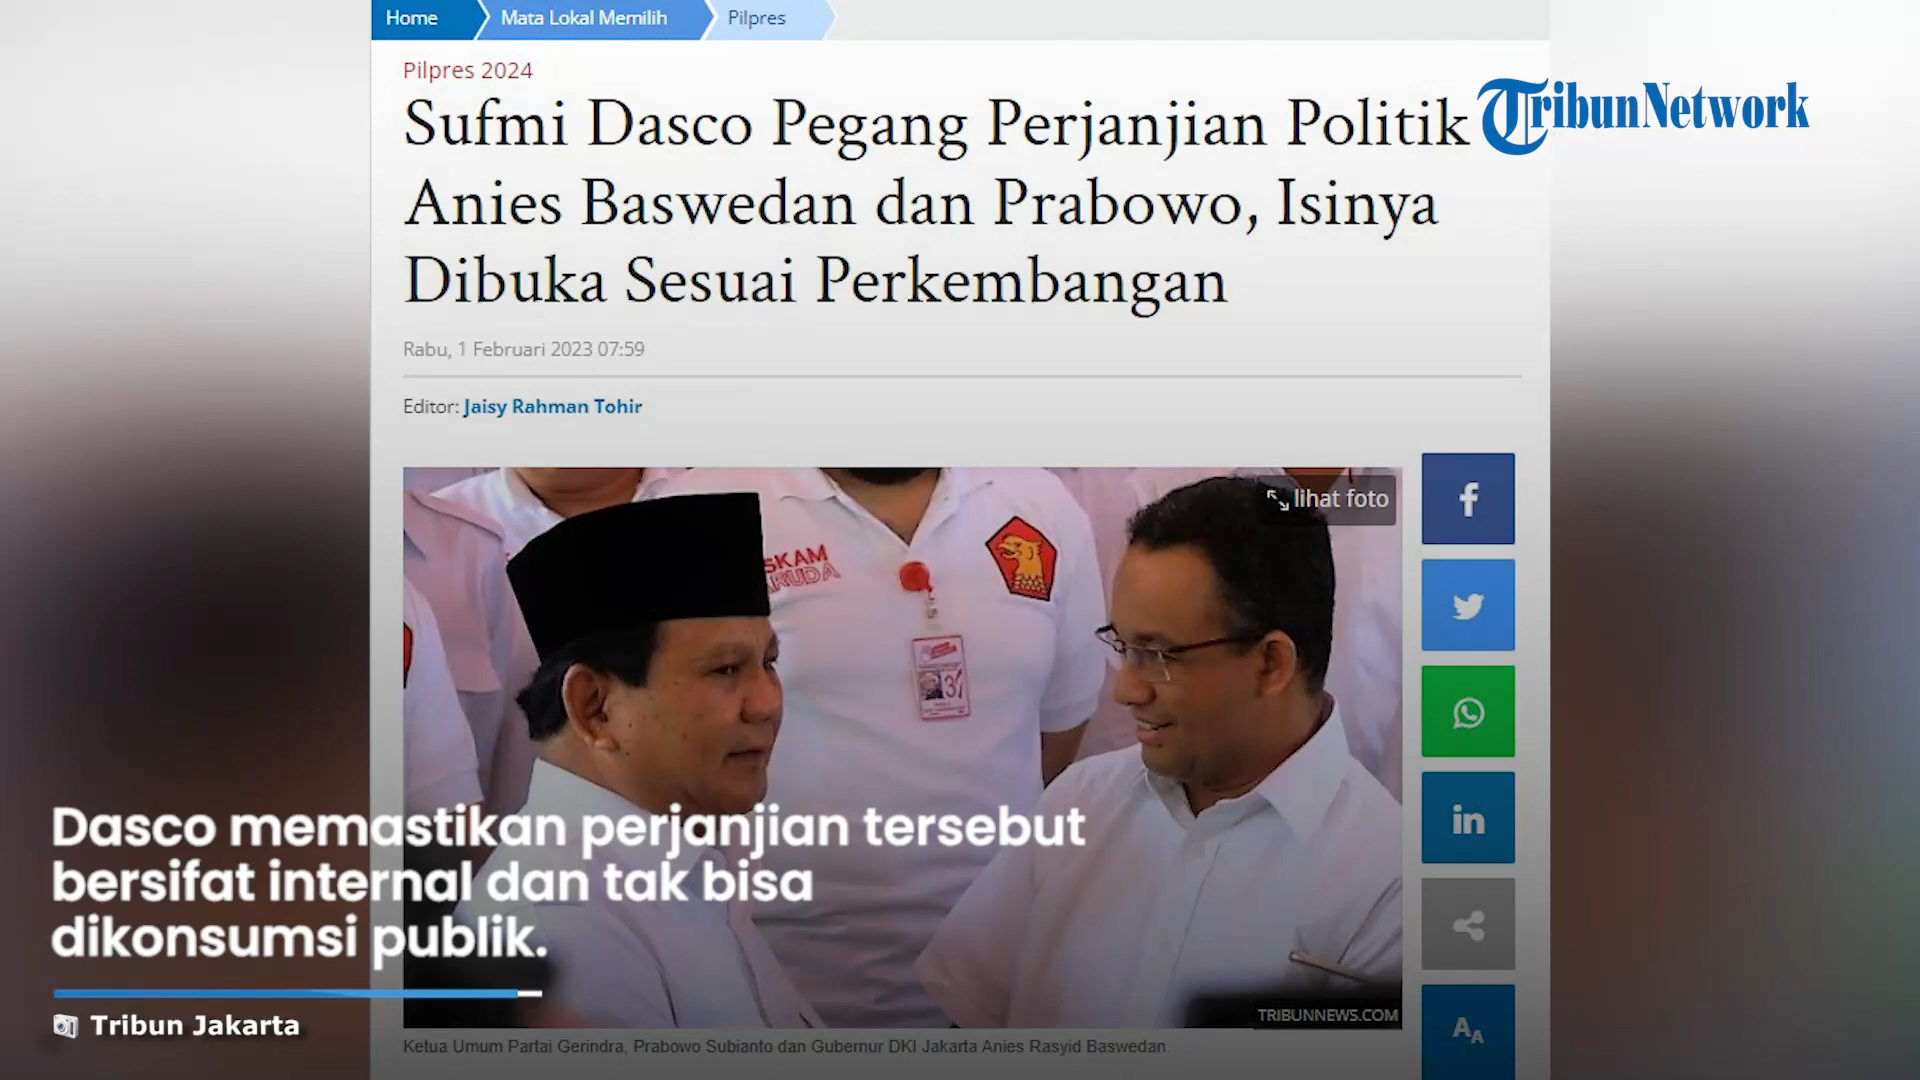 Home
Mata Lokal Memilih
Pilpres
Pilpres 2024
Sufmi Dasco Pegang Perjanjian Politik
Anies Baswedan dan Prabowo, Isinya
Dibuka Sesuai Perkembangan
TribunNetwork
Rabu, 1 Februari 2023 07:59
Editor: Jaisy Rahman Tohir
lihat foto
Dasco memastikan perjanjian tersebut
bersifat internal dan tak bisa
dikonsumsi publik.
Tribun Jakarta
TRIBUNNEWS.COM
Ketua Umum Partai Gerindra, Prabowo Subianto dan Gubernur DKI Jakarta Anies Rasyid Baswedan.